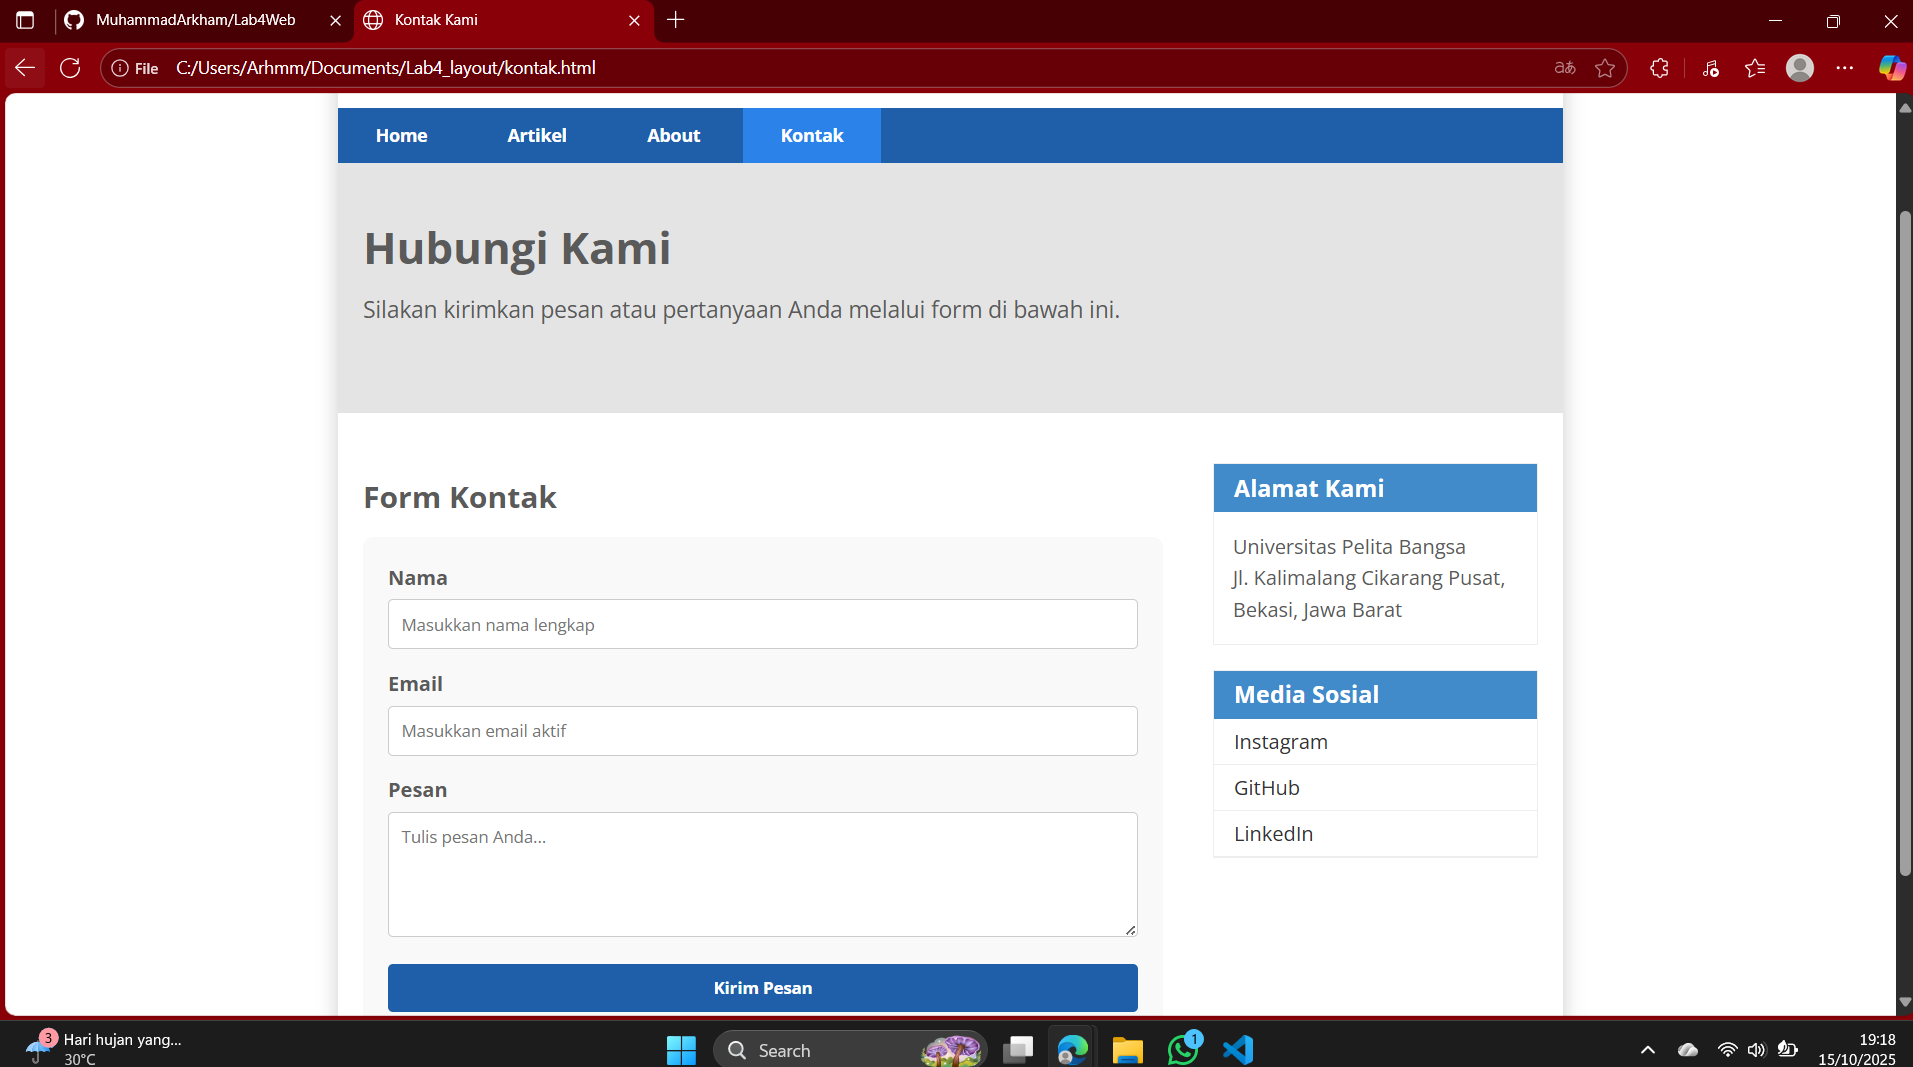 MuhammadArkham/Lab4Web
Kontak Kami
File C:/Users/Arhmm/Documents/Lab4_layout/kontak.html
aあ
Home Artikel About Kontak
Hubungi Kami
Silakan kirimkan pesan atau pertanyaan Anda melalui form di bawah ini.
Form Kontak
Nama
Masukkan nama lengkap
Email
Masukkan email aktif
Pesan
Tulis pesan Anda...
Kirim Pesan
Alamat Kami
Universitas Pelita Bangsa
Jl. Kalimalang Cikarang Pusat,
Bekasi, Jawa Barat
Media Sosial
Instagram
GitHub
LinkedIn
3
Hari hujan yang...
30°C
Search
1
19:18
15/10/2025